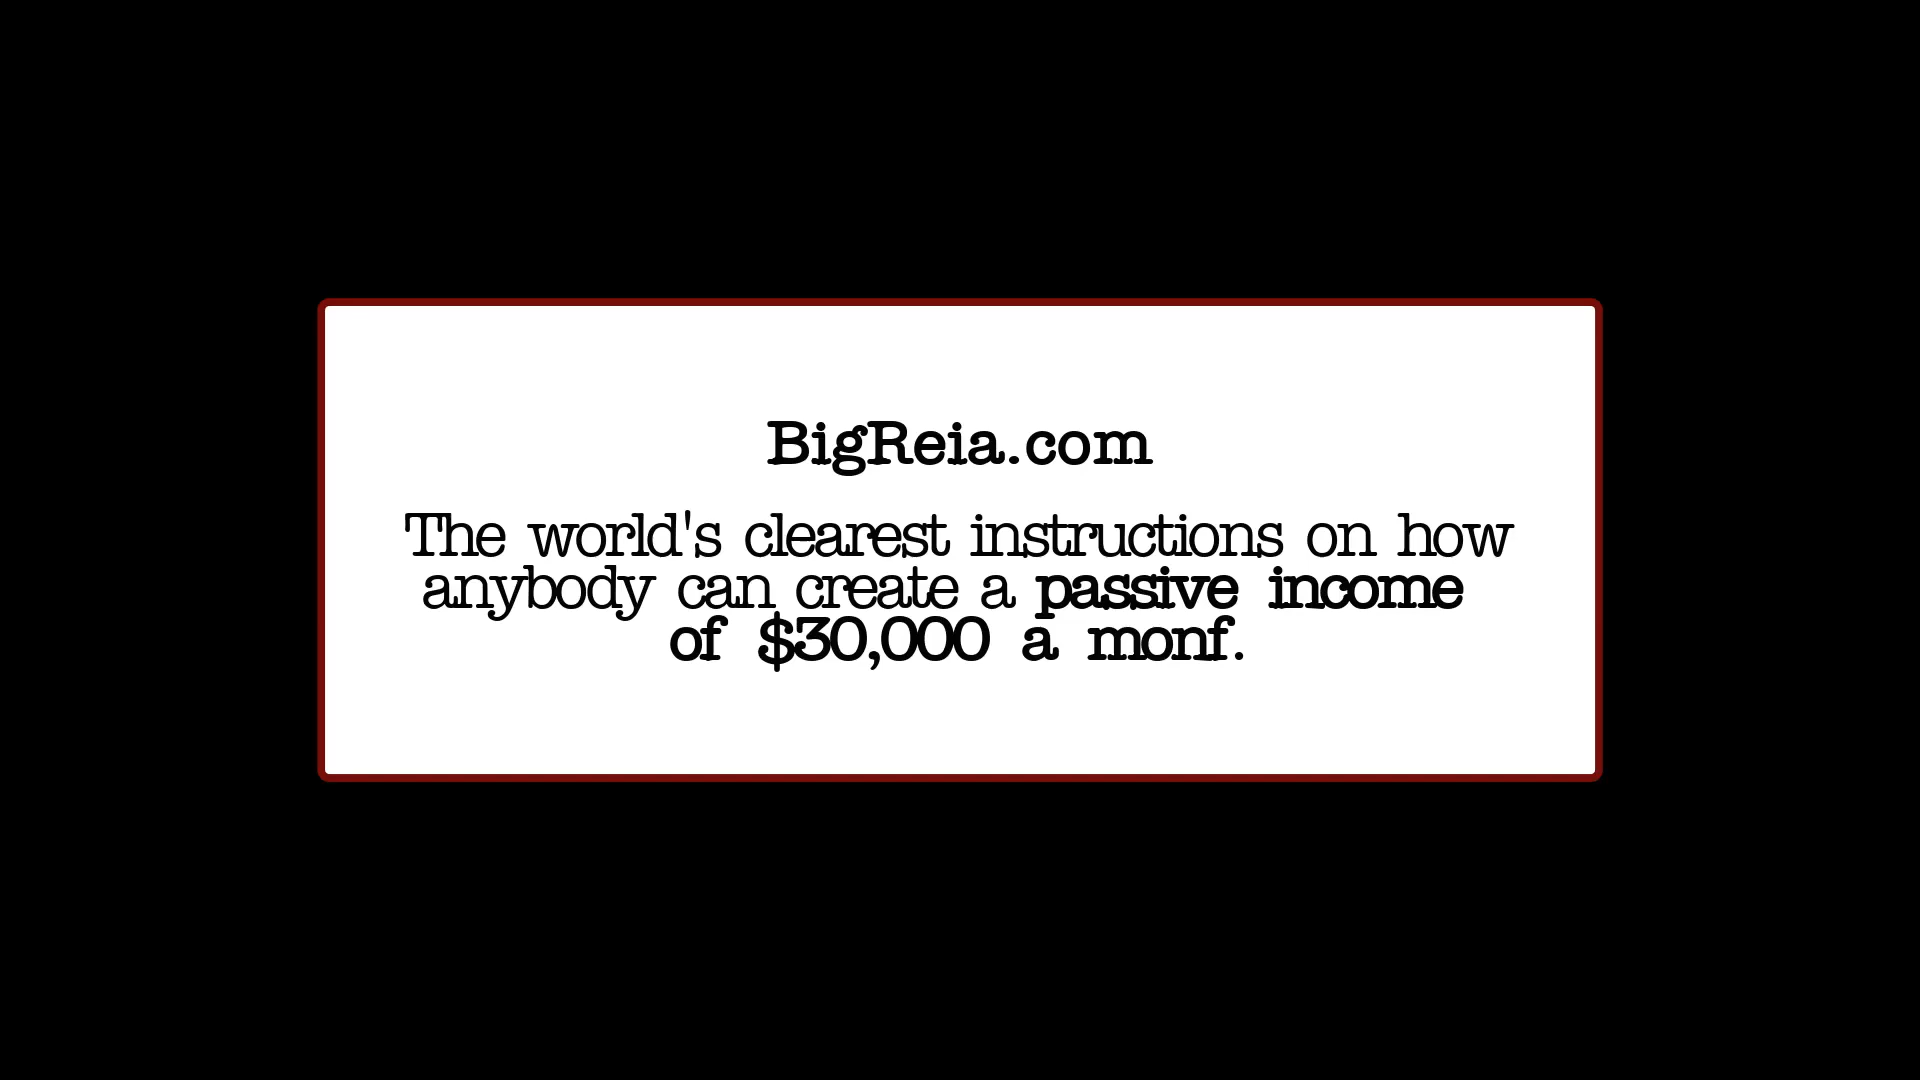 BigReia.com
The world's clearest instructions on how
anybody can create a passive income
of $30,000 a monf.